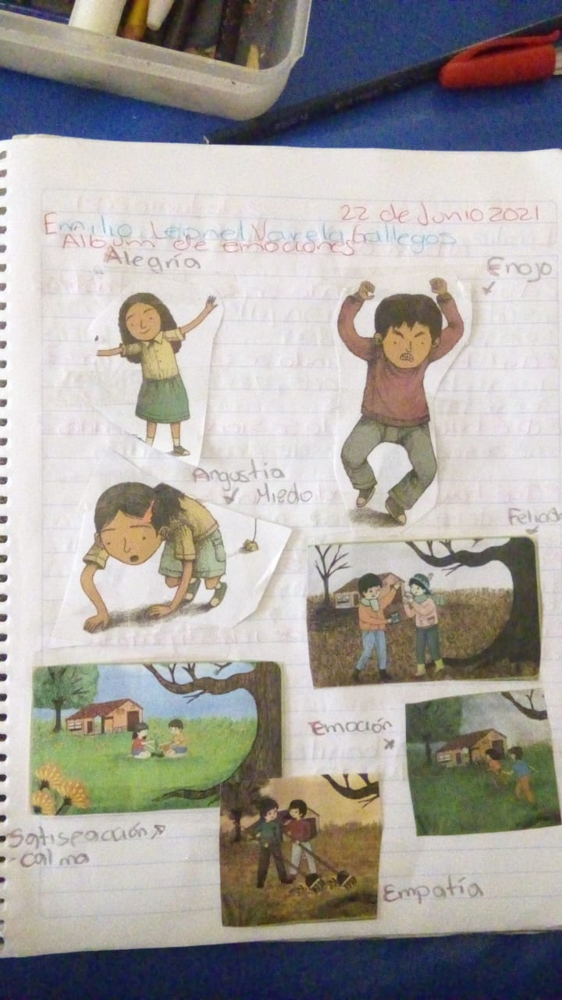 22 de Junio 2021
Emilio Leonel Varela Gallegos
Album de emociones
Alegría
Enojo
Angustia
Miedo
Felicid
Emoción
Satisfacción
-calma
Empatía